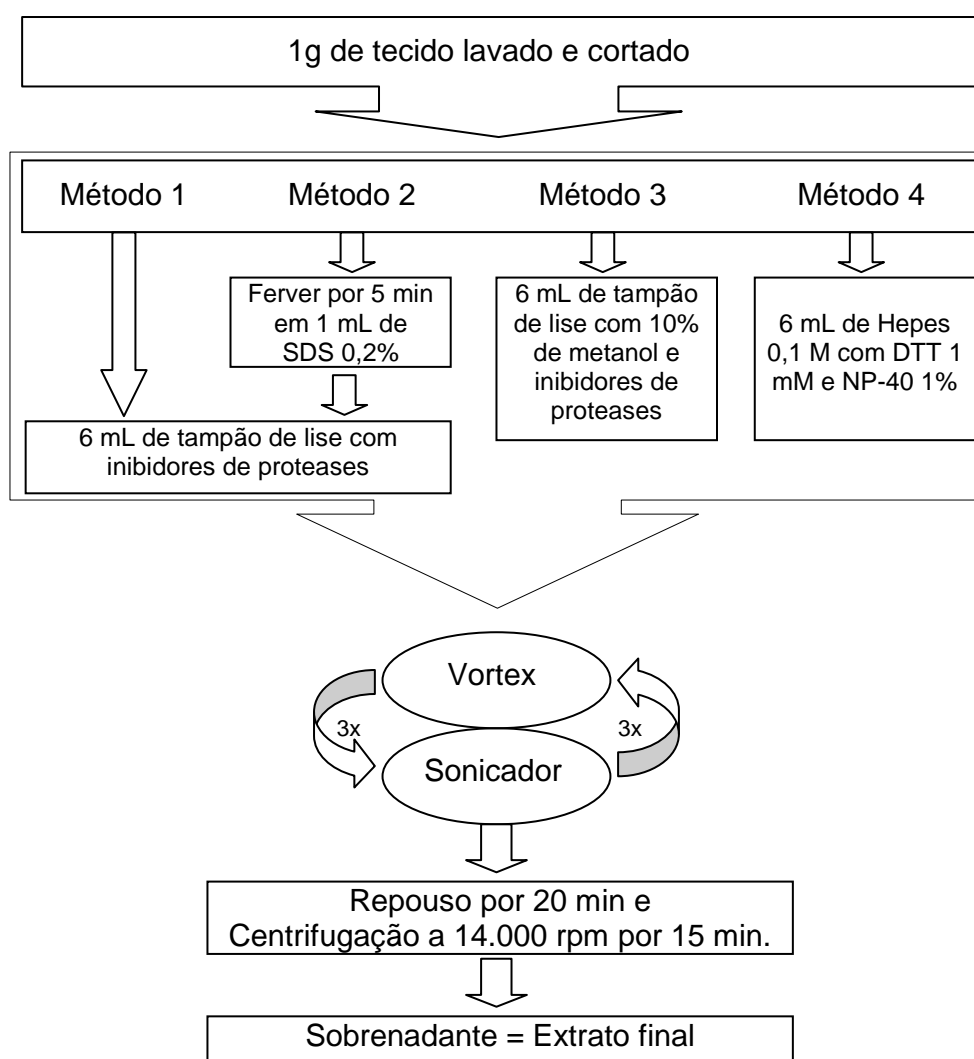 1g de tecido lavado e cortado
Método 1
Método 2
Método 3
Método 4
Ferver por 5 min
em 1 mL de
SDS 0,2%
6 mL de tampão
de lise com 10%
de metanol e
inibidores de
proteases
6 mL de Hepes
0,1 M com DTT 1
mM e NP-40 1%
6 mL de tampão de lise com
inibidores de proteases
Vortex
3x
3x
Sonicador
Repouso por 20 min e
Centrifugação a 14.000 rpm por 15 min.
Sobrenadante = Extrato final